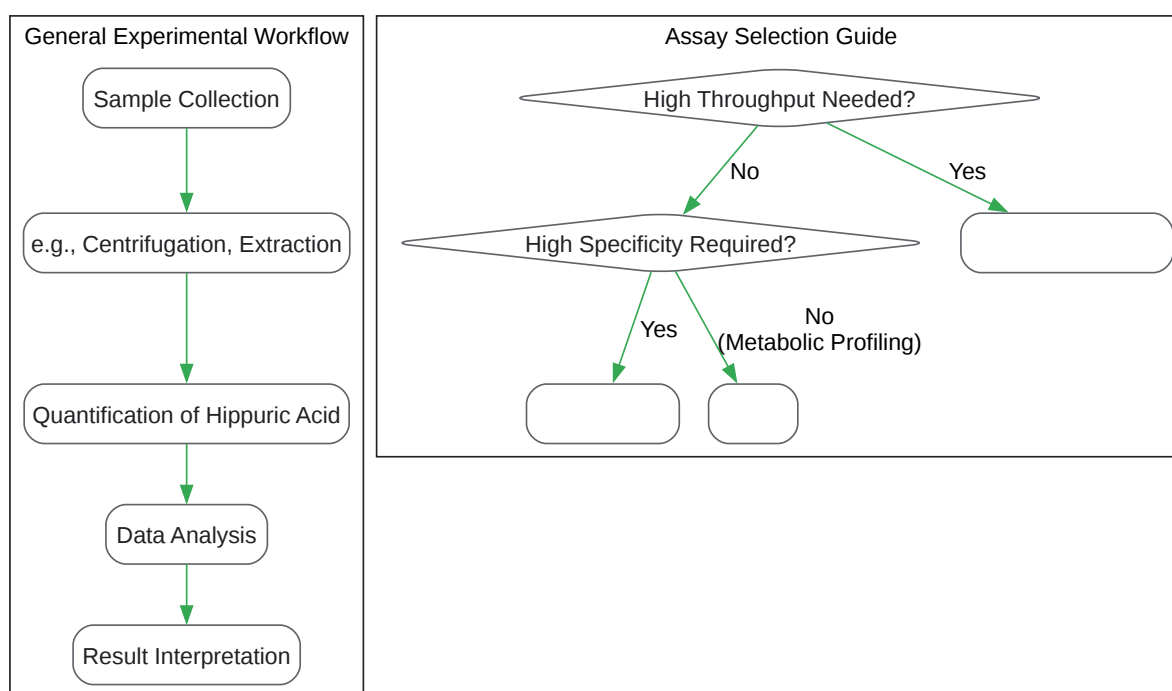 General Experimental Workflow
Sample Collection
e.g., Centrifugation, Extraction
Quantification of Hippuric Acid
Data Analysis
Result Interpretation
Assay Selection Guide
High Throughput Needed?
No
Yes
High Specificity Required?
Yes
No
(Metabolic Profiling)